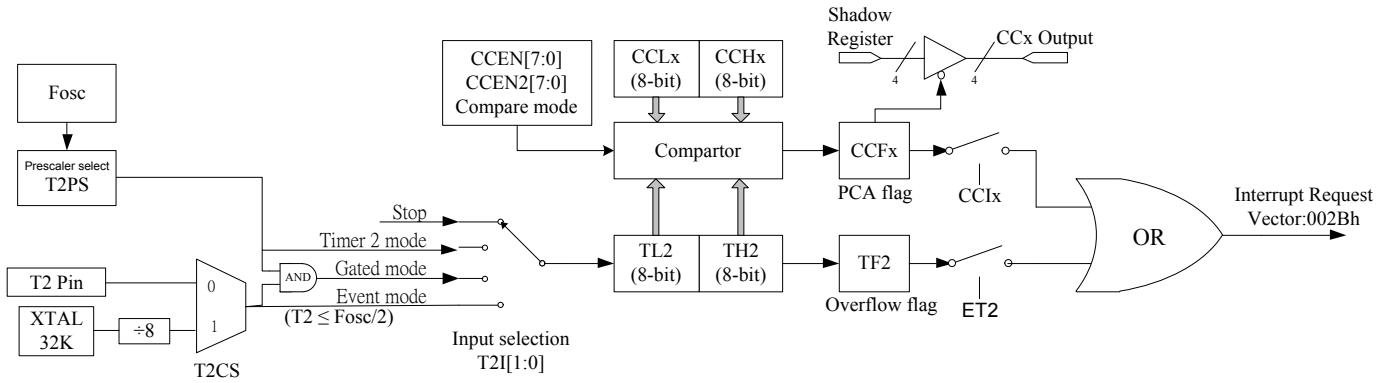 Fosc
Prescaler select
T2PS
T2 Pin
XTAL
32K
÷8
0
1
T2CS
AND
Stop
Timer 2 mode
Gated mode
Event mode
(T2 ≤ Fosc/2)
Input selection
T2I[1:0]
CCEN[7:0]
CCEN2[7:0]
Compare mode
CCLx
(8-bit)
CCHx
(8-bit)
Compartor
TL2
(8-bit)
TH2
(8-bit)
Shadow
Register
4
4
CCx Output
CCFx
PCA flag
CCIx
TF2
Overflow flag
ET2
OR
Interrupt Request
Vector:002Bh